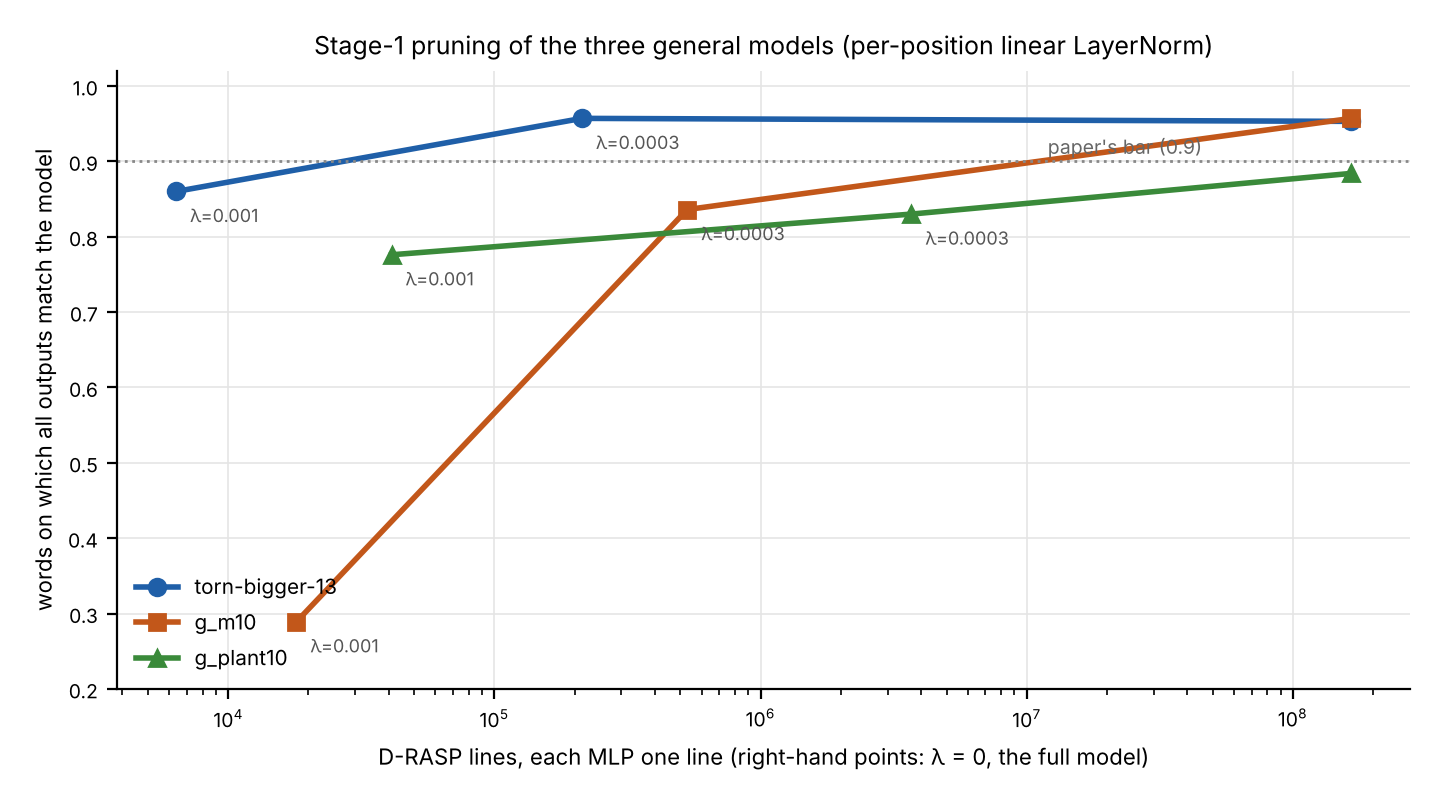 Stage-1 pruning of the three general models (per-position linear LayerNorm)
words on which all outputs match the model
1.0
0.9
0.8
0.7
0.6
0.5
0.4
0.3
0.2
λ=0.0003
paper's bar (0.9)
λ=0.001
λ=0.0003
λ=0.0003
λ=0.001
λ=0.001
torn-bigger-13
g_m10
g_plant10
10⁴
10⁵
10⁶
10⁷
10⁸
D-RASP lines, each MLP one line (right-hand points: λ = 0, the full model)